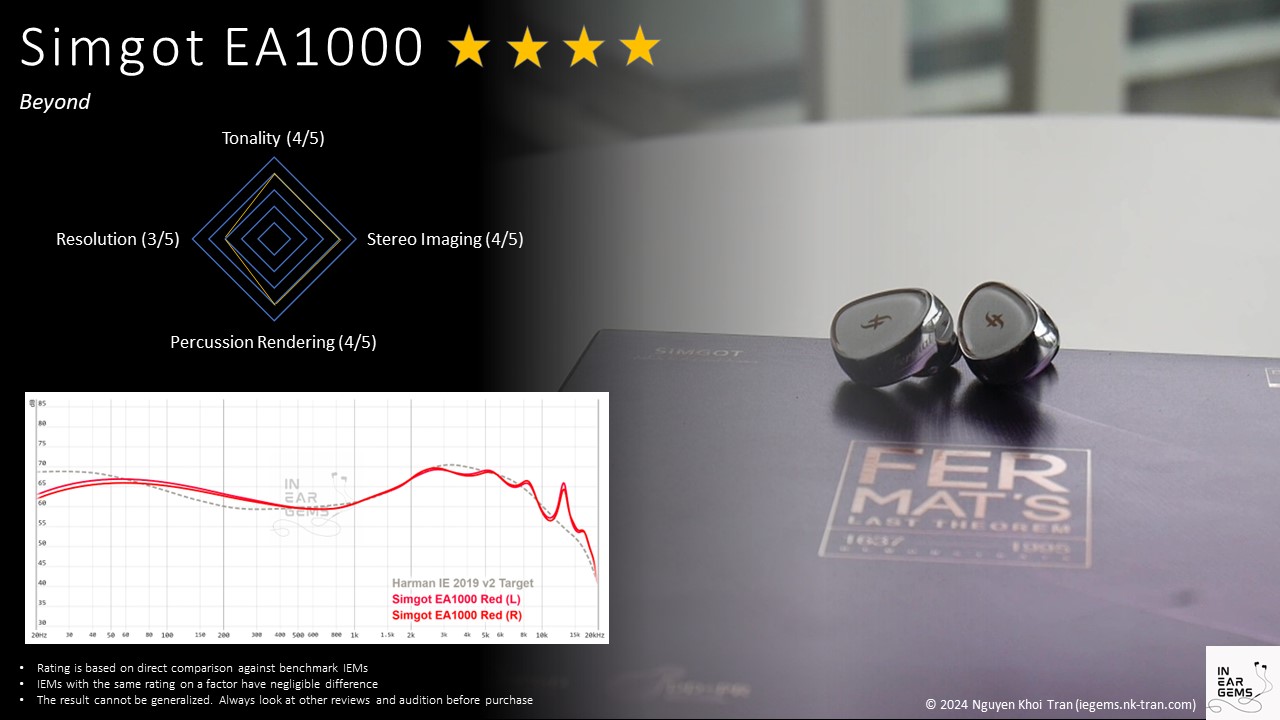 Simgot EA1000
Beyond
Tonality (4/5)
Resolution (3/5)
Stereo Imaging (4/5)
Percussion Rendering (4/5)
85
80
75
70
65
60
55
50
45
40
35
30
IN
EAR
GEMS
Harman IE 2019 v2 Target
Simgot EA1000 Red (L)
Simgot EA1000 Red (R)
20Hz 30 40 50 60 80 100 150 200 300 400 500 600 800 1k 1.5k 2k 3k 4k 5k 6k 8k 10k 15k 20kHz
• Rating is based on direct comparison against benchmark IEMs
• IEMs with the same rating on a factor have negligible difference
• The result cannot be generalized. Always look at other reviews and audition before purchase
SIMGOT
FER
MAT'S
LAST THEOREM
1637 1995
© 2024 Nguyen Khoi Tran (iegems.nk-tran.com)
IN
EAR
GEMS